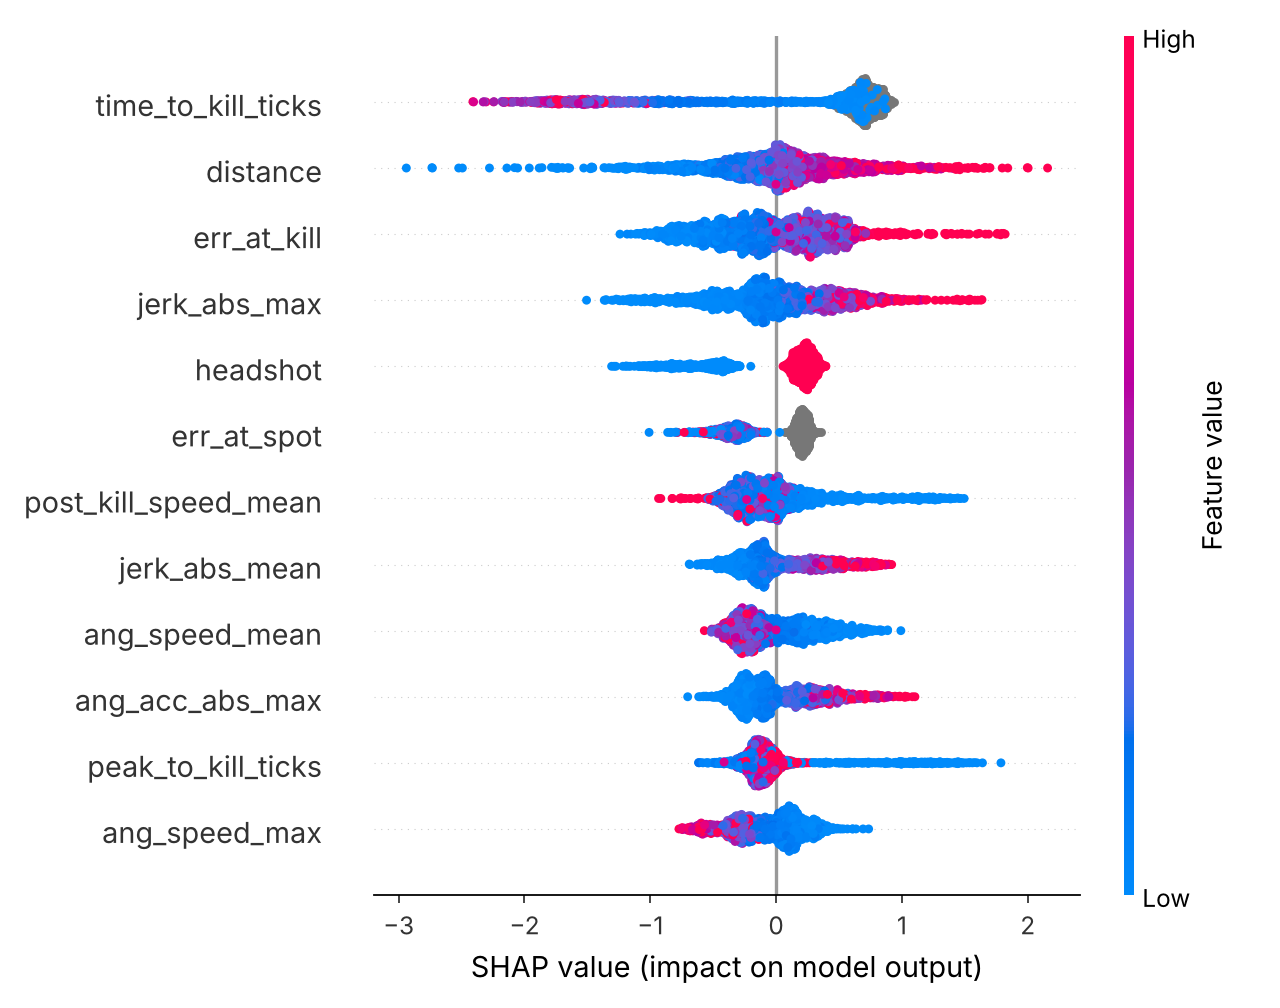 High
time_to_kill_ticks
distance
err_at_kill
jerk_abs_max
headshot
err_at_spot
post_kill_speed_mean
jerk_abs_mean
ang_speed_mean
ang_acc_abs_max
peak_to_kill_ticks
ang_speed_max
Feature value
Low
−3 −2 −1 0 1 2
SHAP value (impact on model output)